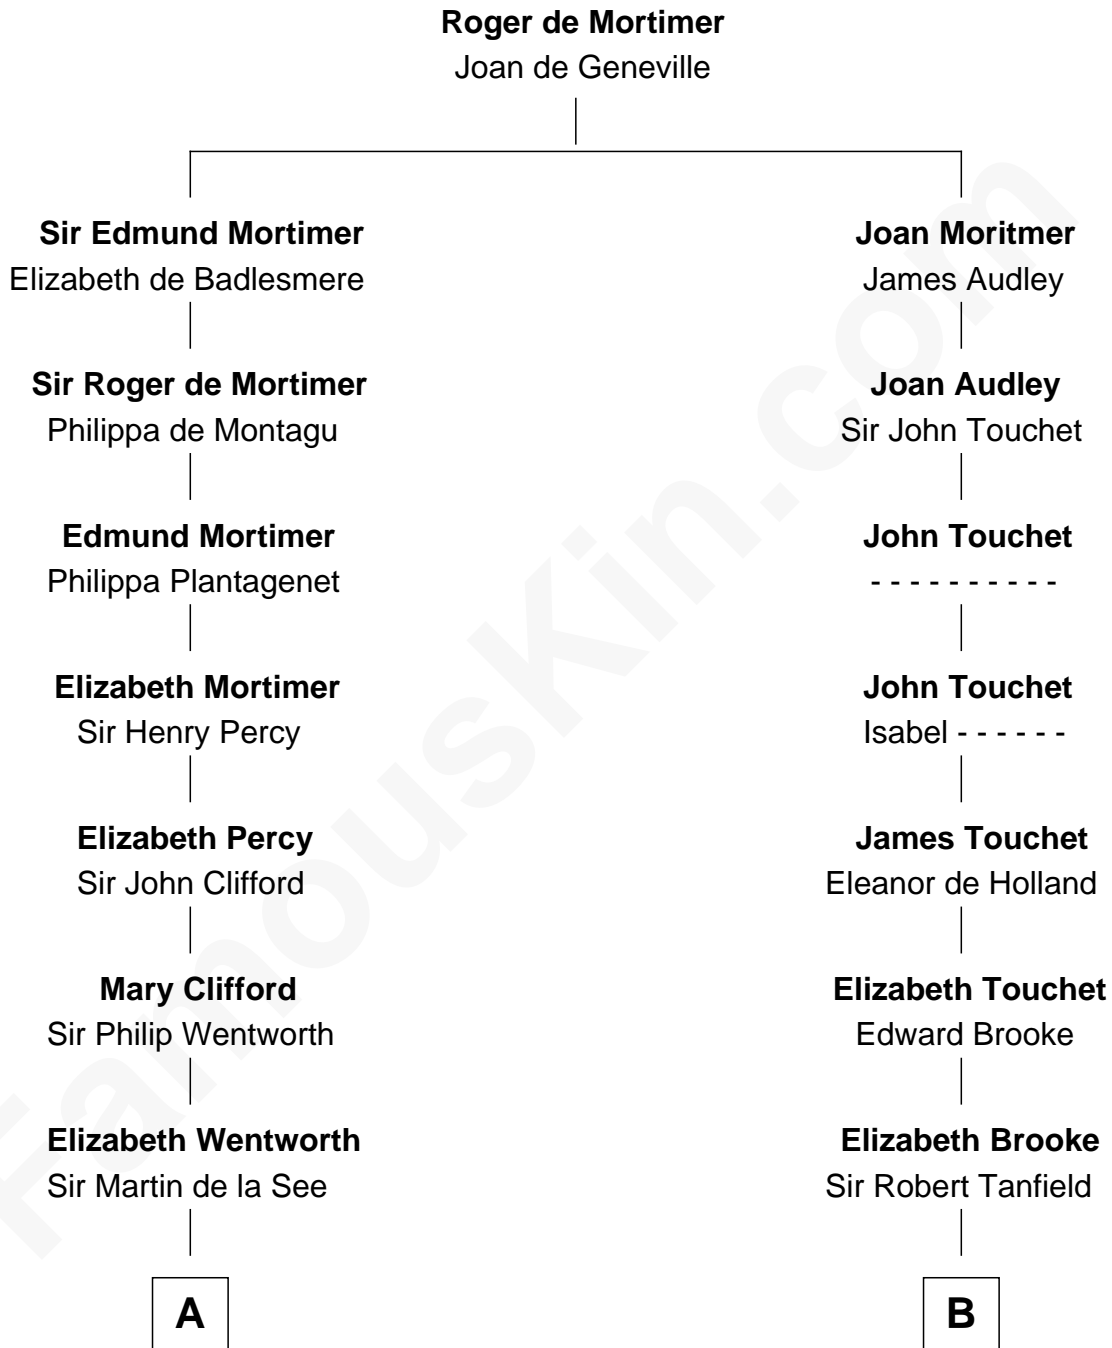 Roger de Mortimer
Joan de Geneville
Sir Edmund Mortimer
Elizabeth de Badlesmere
Sir Roger de Mortimer
Philippa de Montagu
Edmund Mortimer
Philippa Plantagenet
Elizabeth Mortimer
Sir Henry Percy
Elizabeth Percy
Sir John Clifford
Mary Clifford
Sir Philip Wentworth
Elizabeth Wentworth
Sir Martin de la See
A
Joan Moritmer
James Audley
Joan Audley
Sir John Touchet
John Touchet
- - - - - - - - - -
John Touchet
Isabel - - - - - -
James Touchet
Eleanor de Holland
Elizabeth Touchet
Edward Brooke
Elizabeth Brooke
Sir Robert Tanfield
B
FamousKin.com